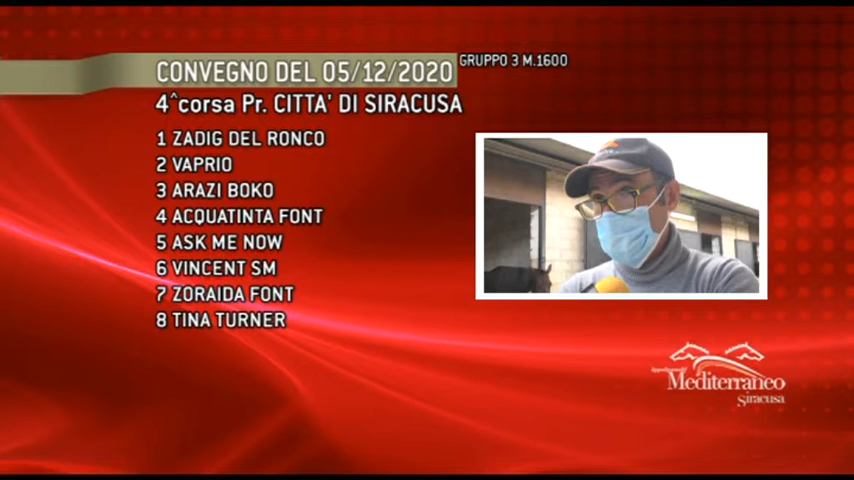 CONVEGNO DEL 05/12/2020
GRUPPO 3 M.1600
4^corsa Pr. CITTA' DI SIRACUSA
1 ZADIG DEL RONCO
2 VAPRIO
3 ARAZI BOKO
4 ACQUATINTA FONT
5 ASK ME NOW
6 VINCENT SM
7 ZORAIDA FONT
8 TINA TURNER
Mediterraneo
Siracusa